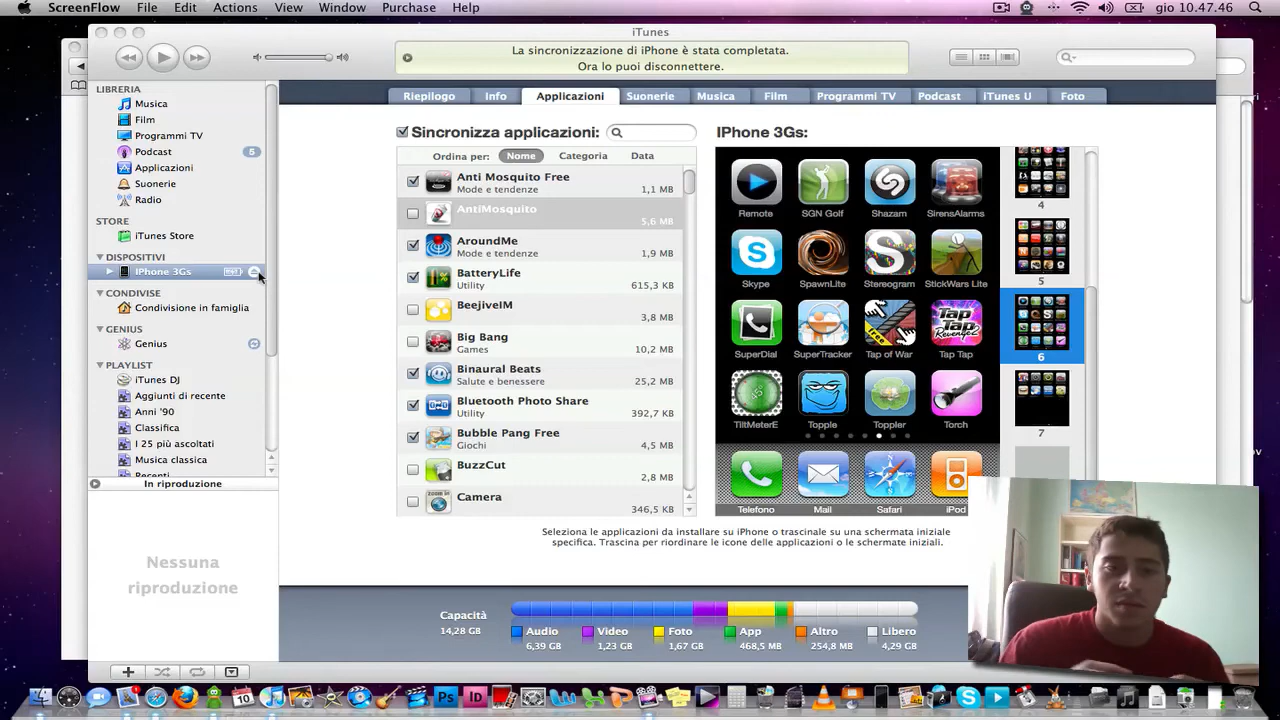 ScreenFlow File Edit Actions View Window Purchase Help gio 10.47.46
iTunes
La sincronizzazione di iPhone è stata completata.
Ora lo puoi disconnettere.
LIBRERIA
Musica
Film
Programmi TV
Podcast 5
Applicazioni
Suonerie
Radio
STORE
iTunes Store
DISPOSITIVI
IPhone 3Gs
CONDIVISE
Condivisione in famiglia
GENIUS
Genius
PLAYLIST
iTunes DJ
Aggiunti di recente
Anni '90
Classifica
I 25 più ascoltati
Musica classica
Recenti
In riproduzione
Nessuna
riproduzione
Riepilogo Info Applicazioni Suonerie Musica Film Programmi TV Podcast iTunes U Foto
Sincronizza applicazioni:
Ordina per: Nome Categoria Data
Anti Mosquito Free
Mode e tendenze 1,1 MB
AntiMosquito
5,6 MB
AroundMe
Mode e tendenze 1,9 MB
BatteryLife
Utility 615,3 KB
BeejiveIM
3,8 MB
Big Bang
Games 10,2 MB
Binaural Beats
Salute e benessere 25,2 MB
Bluetooth Photo Share
Utility 392,7 KB
Bubble Pang Free
Giochi 4,5 MB
BuzzCut
2,8 MB
Camera
346,5 KB
IPhone 3Gs:
Remote SGN Golf Shazam SirensAlarms
Skype SpawnLite Stereogram StickWars Lite
SuperDial SuperTracker Tap of War Tap Tap
TiltMeterE Topple Toppler Torch
Telefono Mail Safari iPod
4
5
6
7
Seleziona le applicazioni da installare su iPhone o trascinale su una schermata iniziale
specifica. Trascina per riordinare le icone delle applicazioni o le schermate iniziali.
Capacità
14,28 GB
Audio Video Foto App Altro Libero
6,39 GB 1,23 GB 1,67 GB 468,5 MB 254,8 MB 4,29 GB